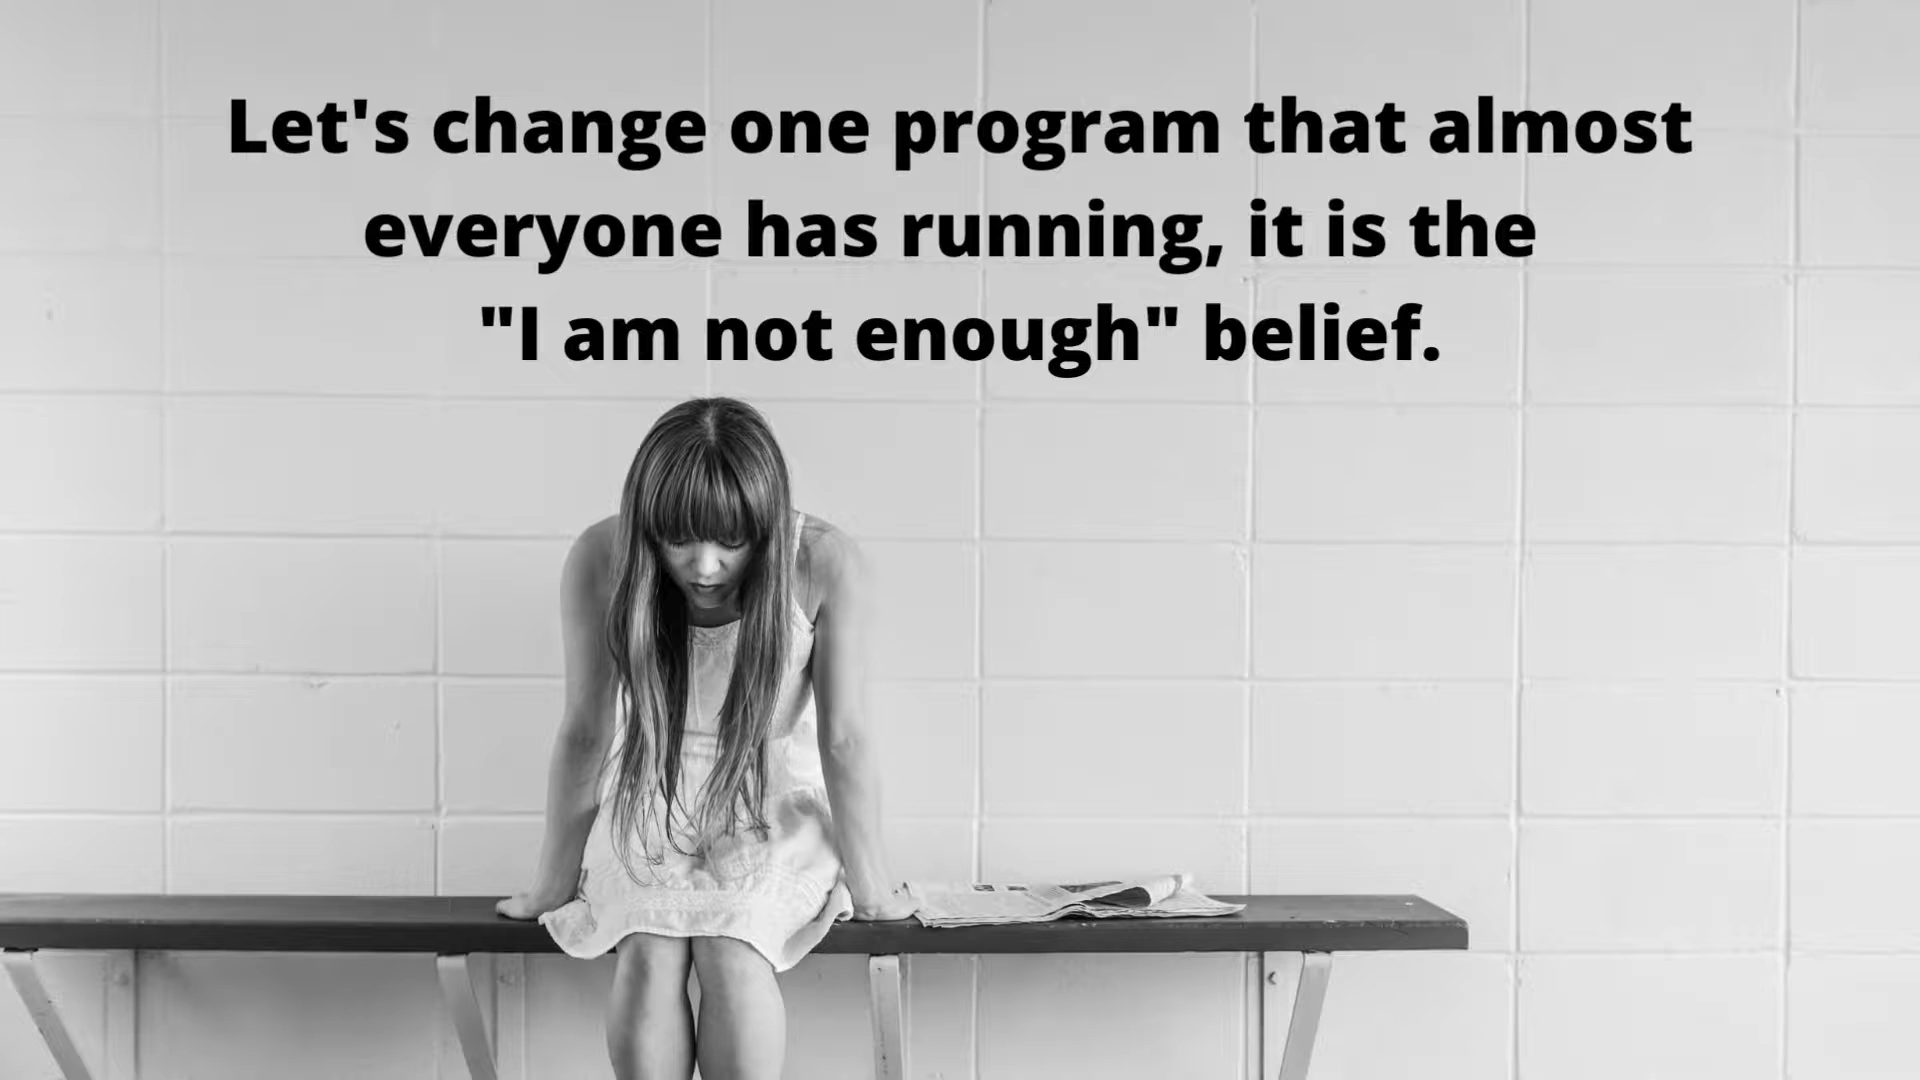 Let's change one program that almost
everyone has running, it is the
"I am not enough" belief.